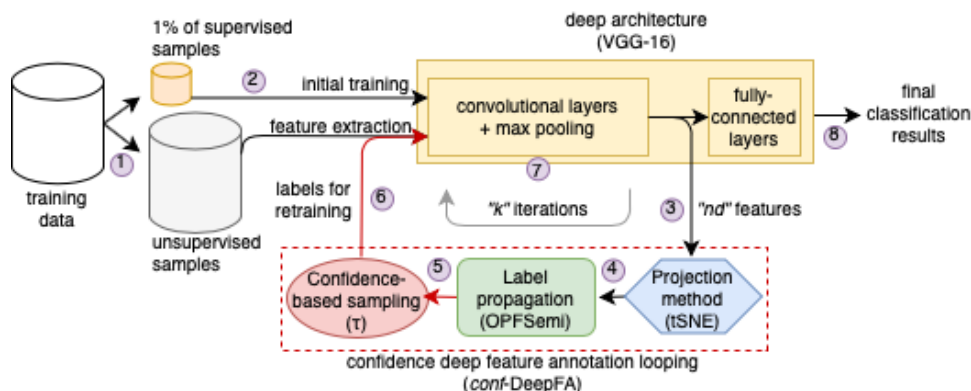 deep architecture
(VGG-16)
1% of supervised
samples
2
initial training
convolutional layers
+ max pooling
fully-
connected
layers
final
classification
results
8
feature extraction
1
training
data
7
labels for
retraining
6
"k" iterations
3
"nd" features
unsupervised
samples
Confidence-
based sampling
(τ)
5
Label
propagation
(OPFSemi)
4
Projection
method
(tSNE)
confidence deep feature annotation looping
(conf-DeepFA)